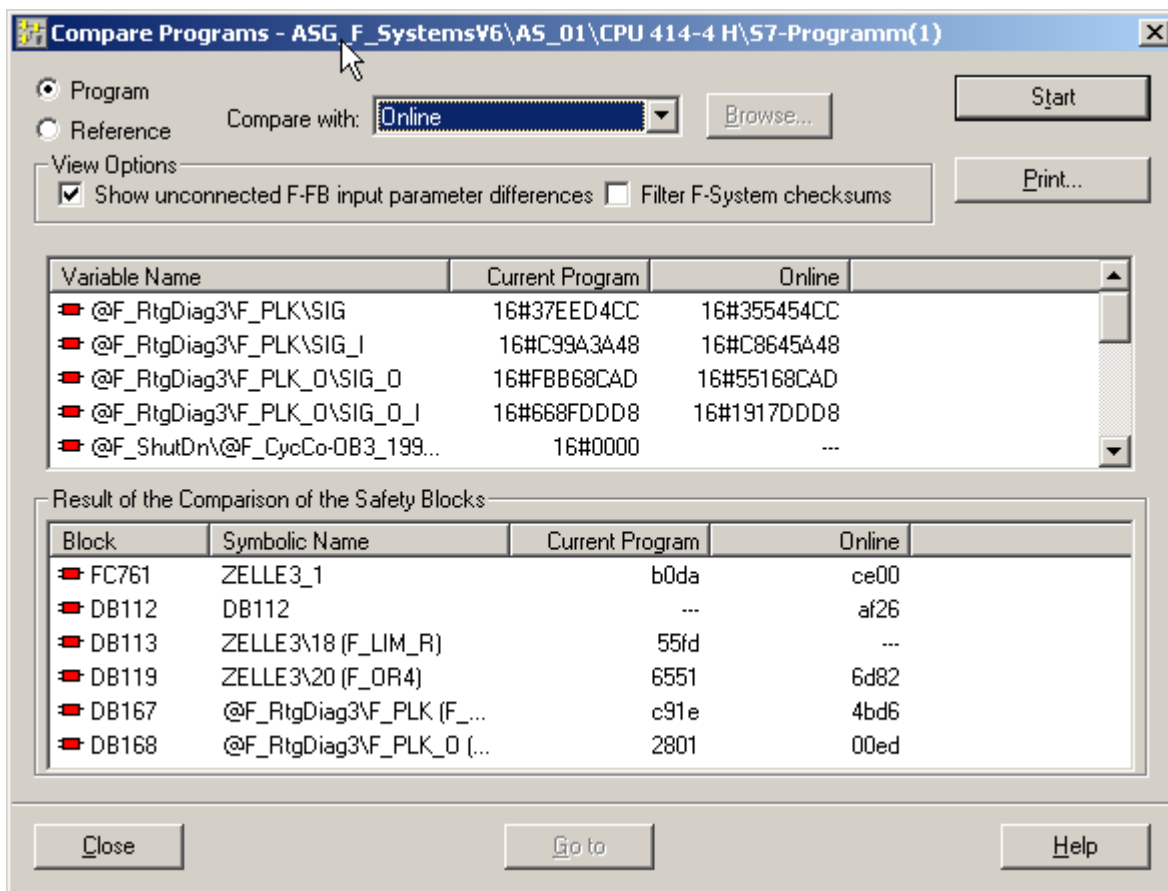 Compare Programs - ASG_F_SystemsV6\AS_01\CPU 414-4 H\S7-Programm(1)
Program
Reference
Compare with: Online Browse... Start
View Options
Show unconnected F-FB input parameter differences Filter F-System checksums Print...
Variable Name Current Program Online
@F_RtgDiag3\F_PLK\SIG 16#37EED4CC 16#355454CC
@F_RtgDiag3\F_PLK\SIG_I 16#C99A3A48 16#C8645A48
@F_RtgDiag3\F_PLK_O\SIG_O 16#FBB68CAD 16#55168CAD
@F_RtgDiag3\F_PLK_O\SIG_O_I 16#668FDDD8 16#1917DDD8
@F_ShutDn\@F_CycCo-OB3_199... 16#0000 ---
Result of the Comparison of the Safety Blocks
Block Symbolic Name Current Program Online
FC761 ZELLE3_1 b0da ce00
DB112 DB112 --- af26
DB113 ZELLE3\18 (F_LIM_R) 55fd ---
DB119 ZELLE3\20 (F_OR4) 6551 6d82
DB167 @F_RtgDiag3\F_PLK (F_... c91e 4bd6
DB168 @F_RtgDiag3\F_PLK_O (... 2801 00ed
Close Go to Help